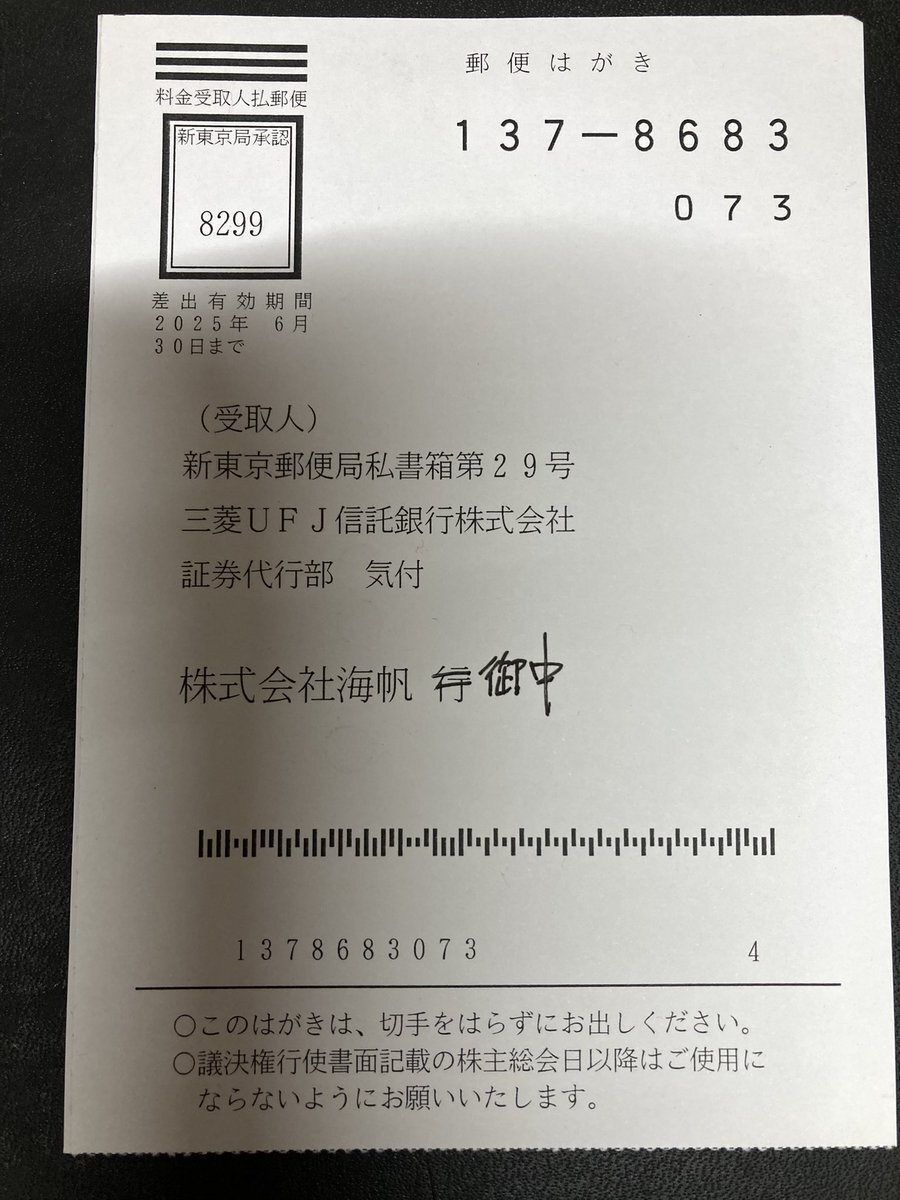 郵便はがき
料金受取人払郵便
新東京局承認
8299
差出有効期間
2025年 6月
30日まで
137-8683
073
（受取人）
新東京郵便局私書箱第29号
三菱UFJ信託銀行株式会社
証券代行部 気付
株式会社海帆 行 御中
1378683073 4
○このはがきは、切手をはらずにお出しください。
○議決権行使書面記載の株主総会日以降はご使用に
ならないようにお願いいたします。